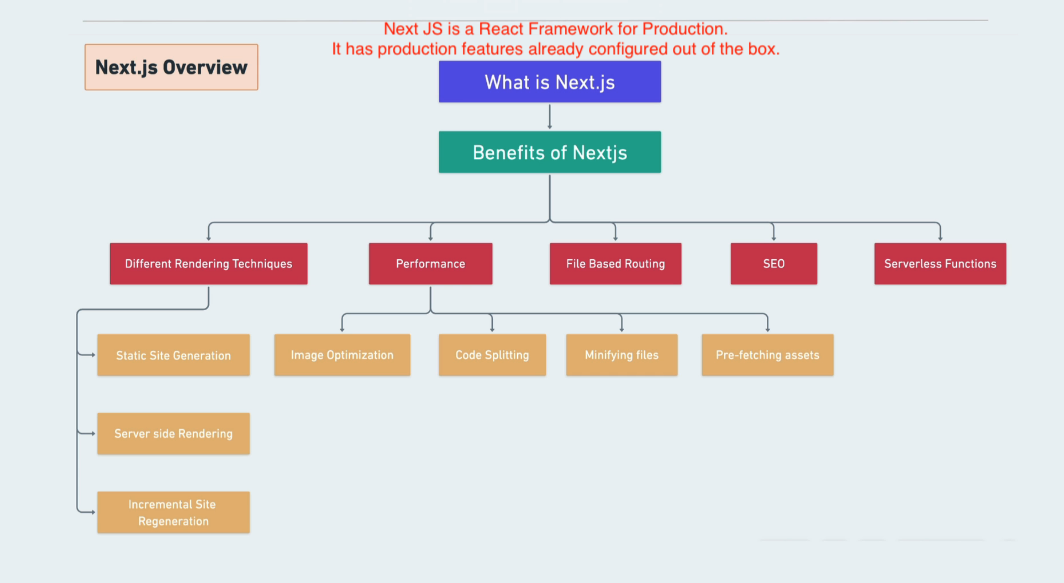 Next JS is a React Framework for Production.
It has production features already configured out of the box.
Next.js Overview
What is Next.js
Benefits of Nextjs
Different Rendering Techniques
Performance
File Based Routing
SEO
Serverless Functions
Static Site Generation
Image Optimization
Code Splitting
Minifying files
Pre-fetching assets
Server side Rendering
Incremental Site
Regeneration